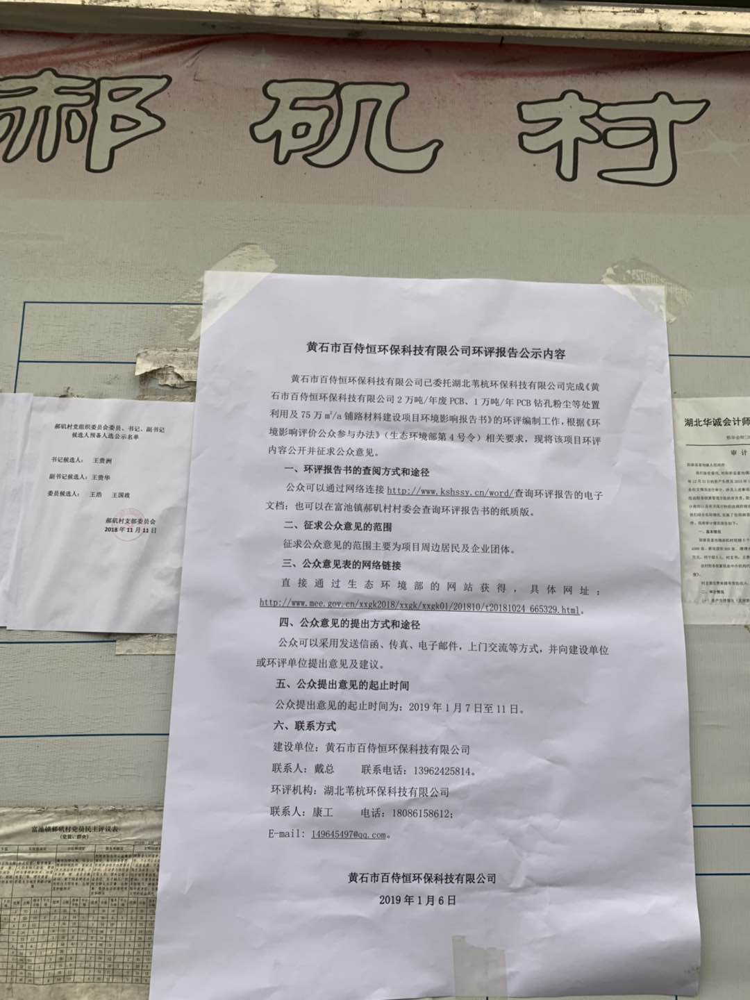 郝矶村
黄石市百侍恒环保科技有限公司环评报告公示内容
黄石市百侍恒环保科技有限公司已委托湖北苇杭环保科技有限公司完成《黄
石市百侍恒环保科技有限公司 2 万吨/年废 PCB、1 万吨/年 PCB 钻孔粉尘等处置
利用及 75 万㎡/a 铺路材料建设项目环境影响报告书》的环评编制工作，根据《环
境影响评价公众参与办法》（生态环境部第 4 号令）相关要求，现将该项目环评
内容公开并征求公众意见。
一、环评报告书的查阅方式和途径
公众可以通过网络连接 http://www.kshssy.cn/word/查询环评报告的电子
文档；也可以在富池镇郝矶村村委会查询环评报告书的纸质版。
二、征求公众意见的范围
征求公众意见的范围主要为项目周边居民及企业团体。
三、公众意见表的网络链接
直接通过生态环境部的网站获得，具体网址：
http://www.mee.gov.cn/xxgk2018/xxgk/xxgk01/201810/t20181024_665329.html。
四、公众意见的提出方式和途径
公众可以采用发送信函、传真、电子邮件，上门交流等方式，并向建设单位
或环评单位提出意见及建议。
五、公众提出意见的起止时间
公众提出意见的起止时间为：2019 年 1 月 7 日至 11 日。
六、联系方式
建设单位：黄石市百侍恒环保科技有限公司
联系人：戴总 联系电话：13962425814。
环评机构：湖北苇杭环保科技有限公司
联系人：康工 电话：18086158612；
E-mail：149645497@qq.com。
黄石市百侍恒环保科技有限公司
2019 年 1 月 6 日
郝矶村党组织委员会委员、书记、副书记
候选人预备人选公示名单
书记候选人： 王贵洲
副书记候选人：王贵华
委员候选人： 王浩 王国政
郝矶村支部委员会
2018 年 11 月 11 日
富池镇郝矶村党员民主评议表
（党员、群众）
湖北华诚会计师
审 计
一、基本情况
二、审计情况